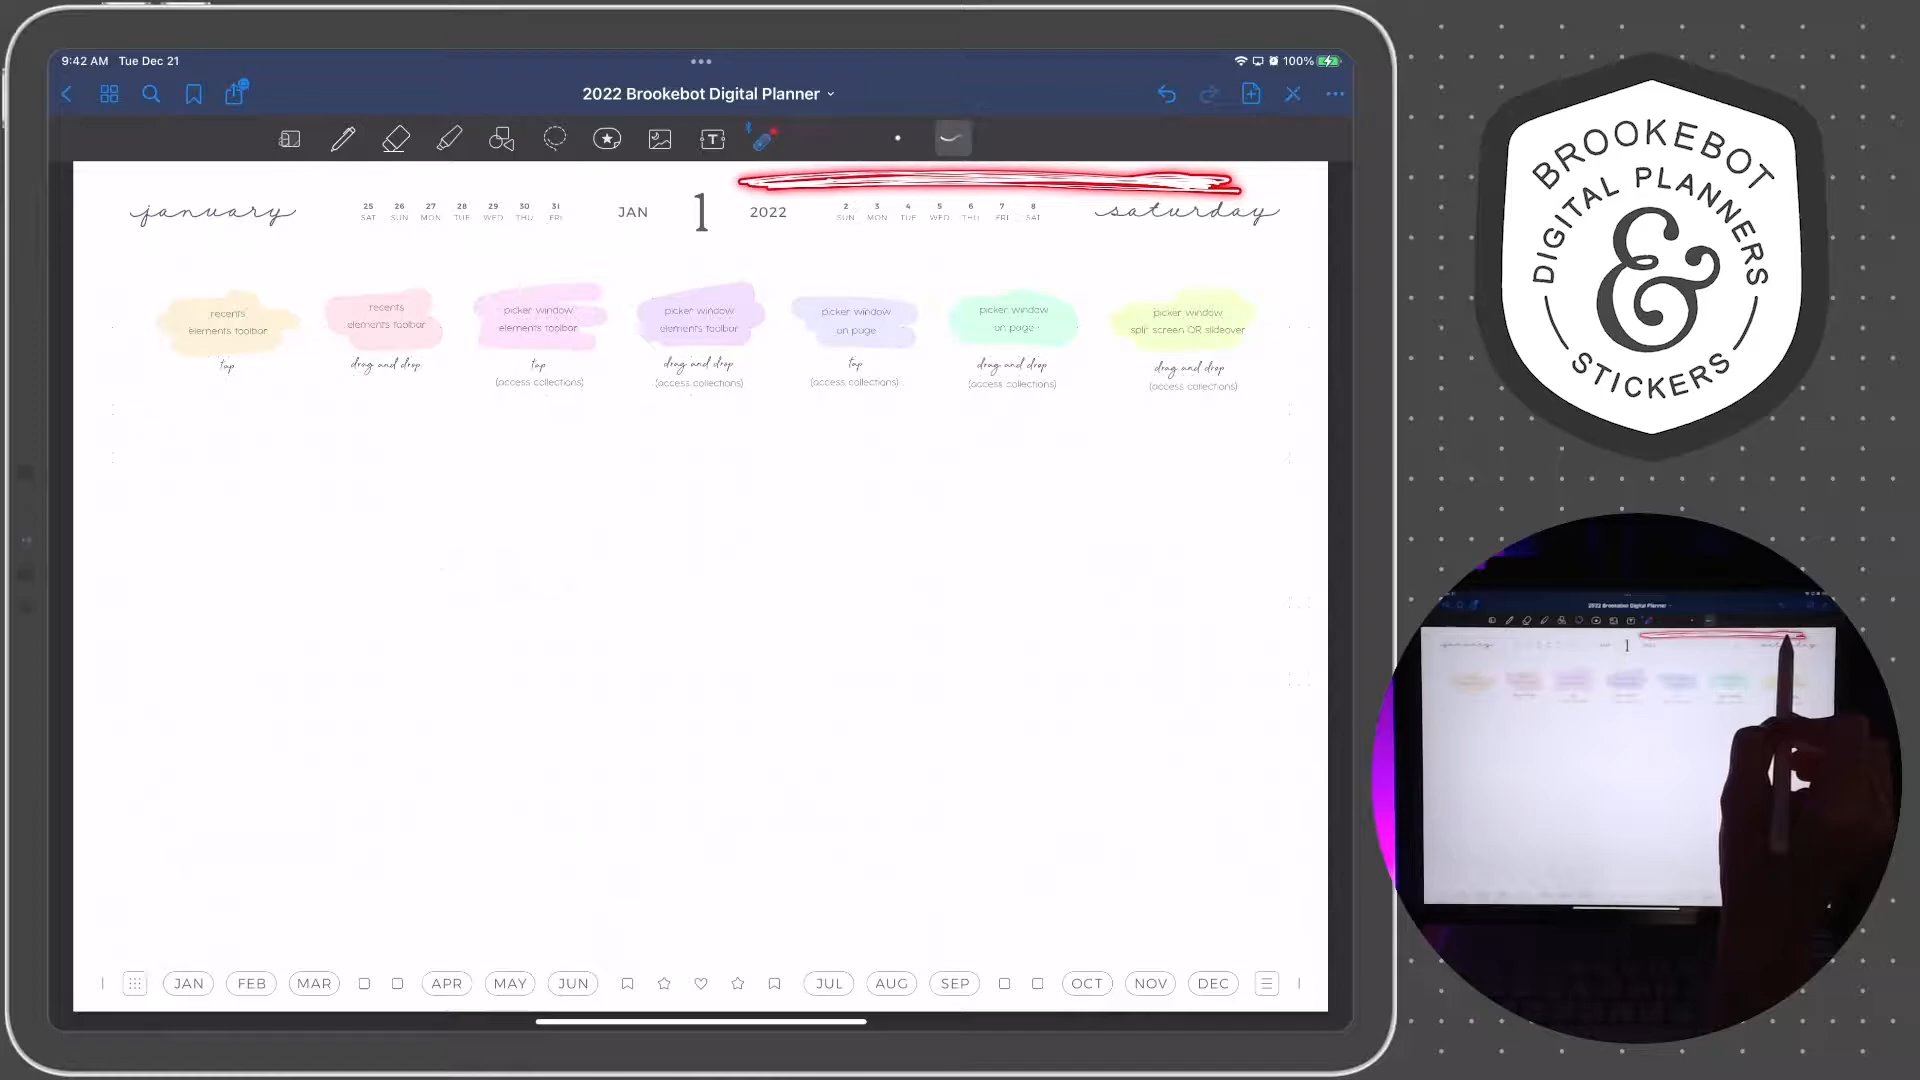 9:42 AM Tue Dec 21
100%
2022 Brookebot Digital Planner
january
25 26 27 28 29 30 31
SAT SUN MON TUE WED THU FRI
JAN 1 2022
2 3 4 5 6 7 8
SUN MON TUE WED THU FRI SAT
saturday
recents
elements toolbar
tap
recents
elements toolbar
drag and drop
picker window
elements toolbar
tap
(access collections)
picker window
elements toolbar
drag and drop
(access collections)
picker window
on page
tap
(access collections)
picker window
on page
drag and drop
(access collections)
picker window
split screen OR slideover
drag and drop
(access collections)
JAN FEB MAR APR MAY JUN JUL AUG SEP OCT NOV DEC
BROOKEBOT
DIGITAL PLANNERS
&
STICKERS
2022 Brookebot Digital Planner